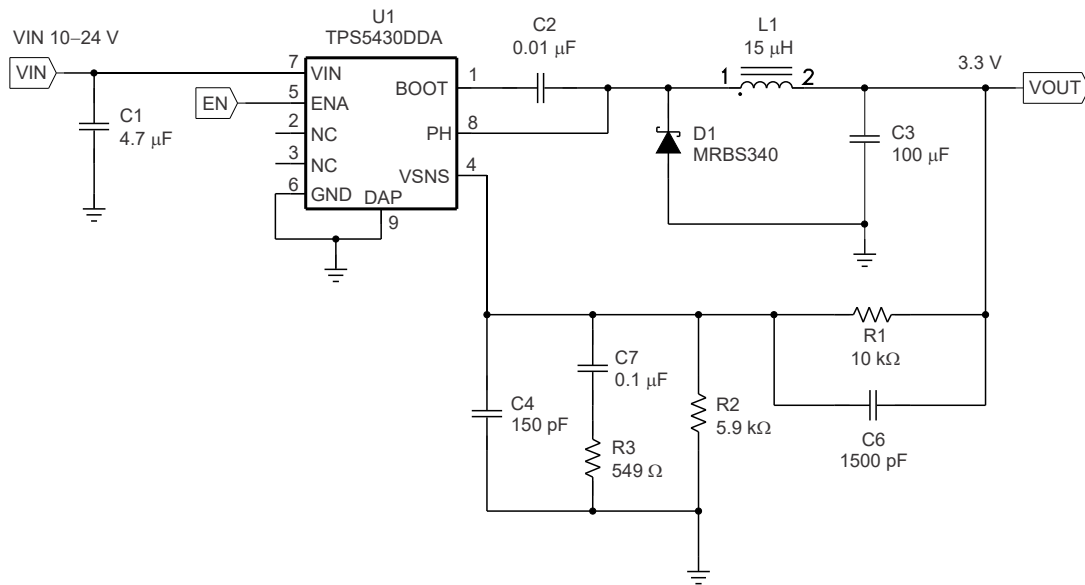 U1
TPS5430DDA
VIN 10–24 V
VIN
C1
4.7 μF
EN
7
VIN
5
ENA
2
NC
3
NC
6
GND
DAP
9
BOOT
1
PH
8
VSNS
4
C2
0.01 μF
L1
15 μH
1
2
D1
MRBS340
C3
100 μF
3.3 V
VOUT
C4
150 pF
C7
0.1 μF
R3
549 Ω
R2
5.9 kΩ
R1
10 kΩ
C6
1500 pF